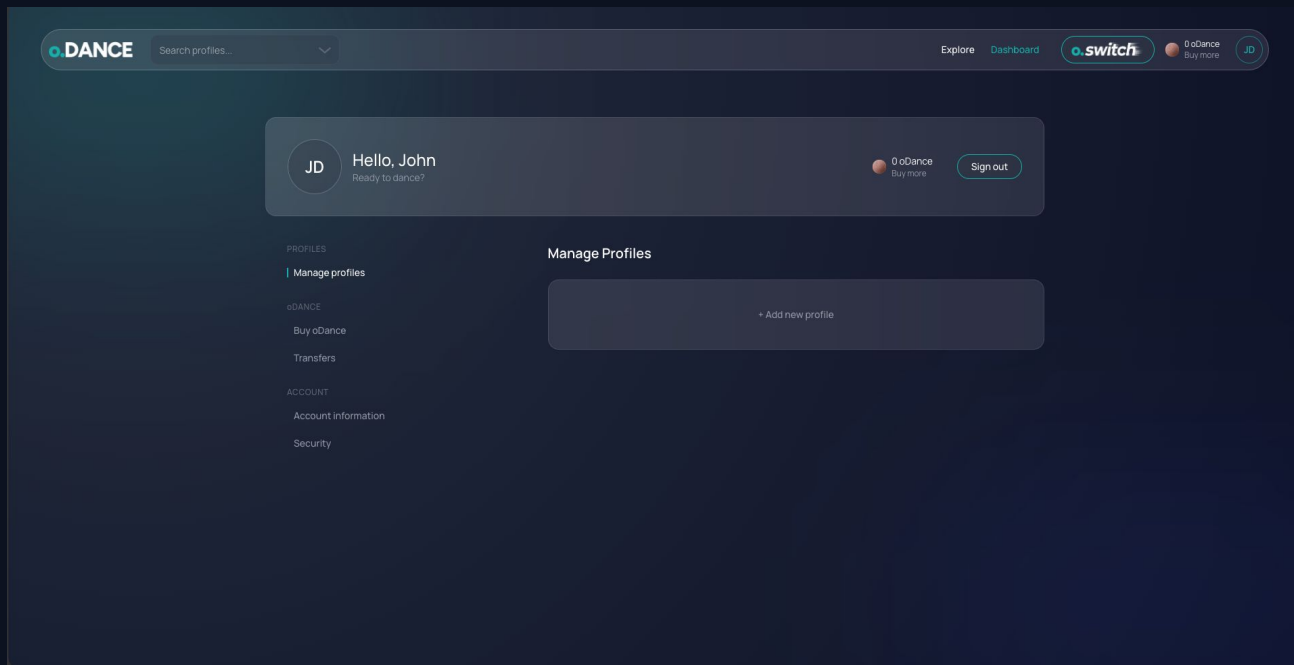 o.DANCE
Search profiles...
Explore
Dashboard
o.switch
0 oDance
Buy more
JD
JD
Hello, John
Ready to dance?
0 oDance
Buy more
Sign out
PROFILES
Manage profiles
oDANCE
Buy oDance
Transfers
ACCOUNT
Account information
Security
Manage Profiles
+ Add new profile